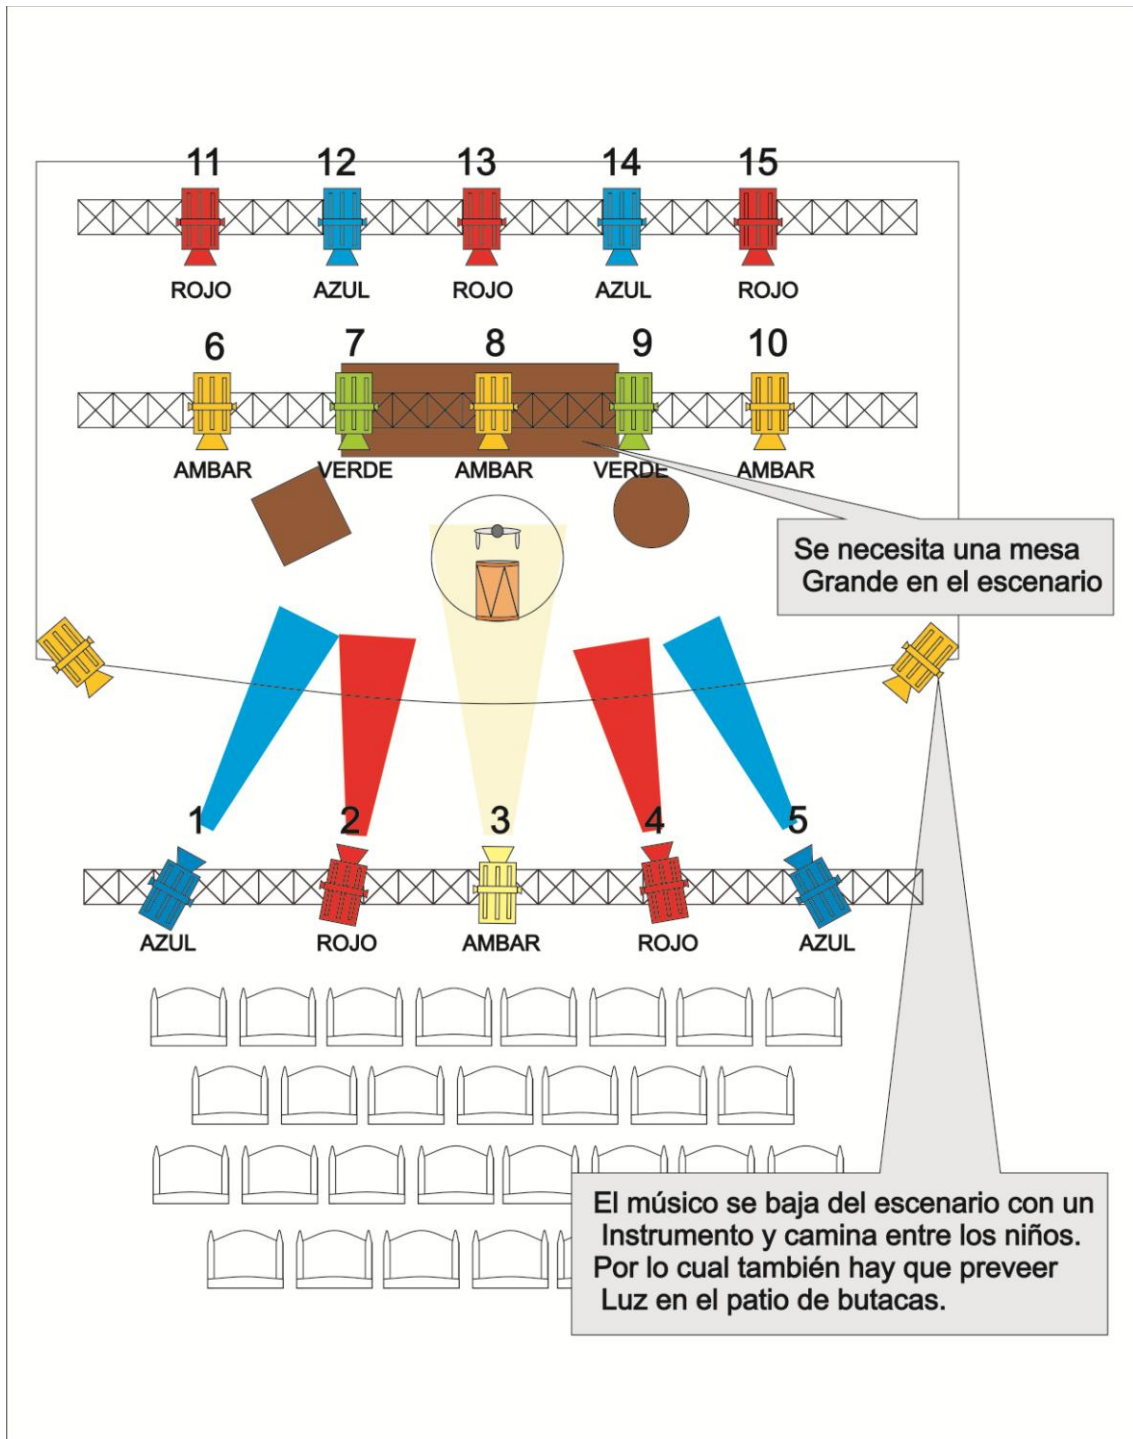 11 12 13 14 15
ROJO AZUL ROJO AZUL ROJO
6 7 8 9 10
AMBAR VERDE AMBAR VERDE AMBAR
Se necesita una mesa
Grande en el escenario
1 2 3 4 5
AZUL ROJO AMBAR ROJO AZUL
El músico se baja del escenario con un
Instrumento y camina entre los niños.
Por lo cual también hay que preveer
Luz en el patio de butacas.